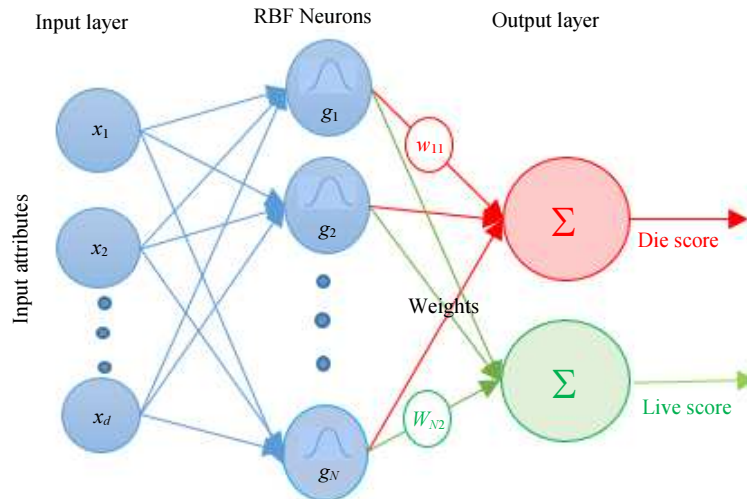 Input layer
RBF Neurons
Output layer
Input attributes
x1
x2
xd
g1
g2
gN
w11
WN2
Weights
Σ
Die score
Σ
Live score